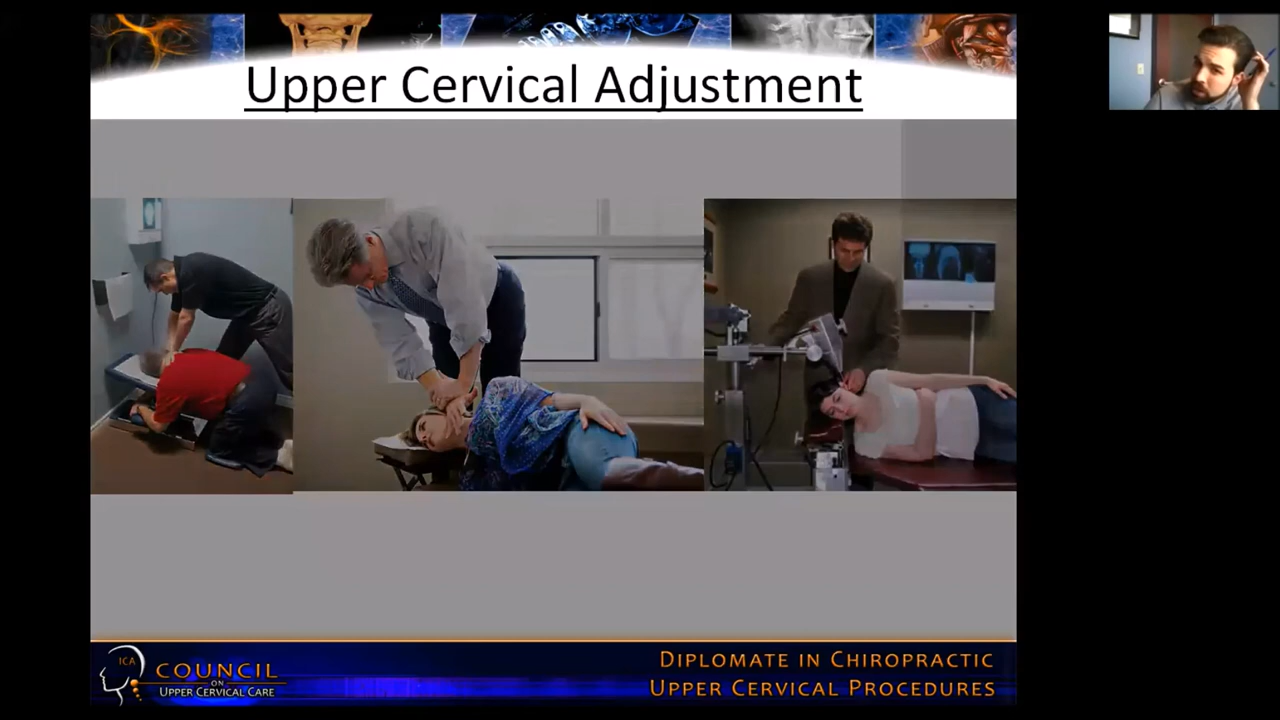 Upper Cervical Adjustment
ICA
COUNCIL
ON
UPPER CERVICAL CARE
DIPLOMATE IN CHIROPRACTIC
UPPER CERVICAL PROCEDURES